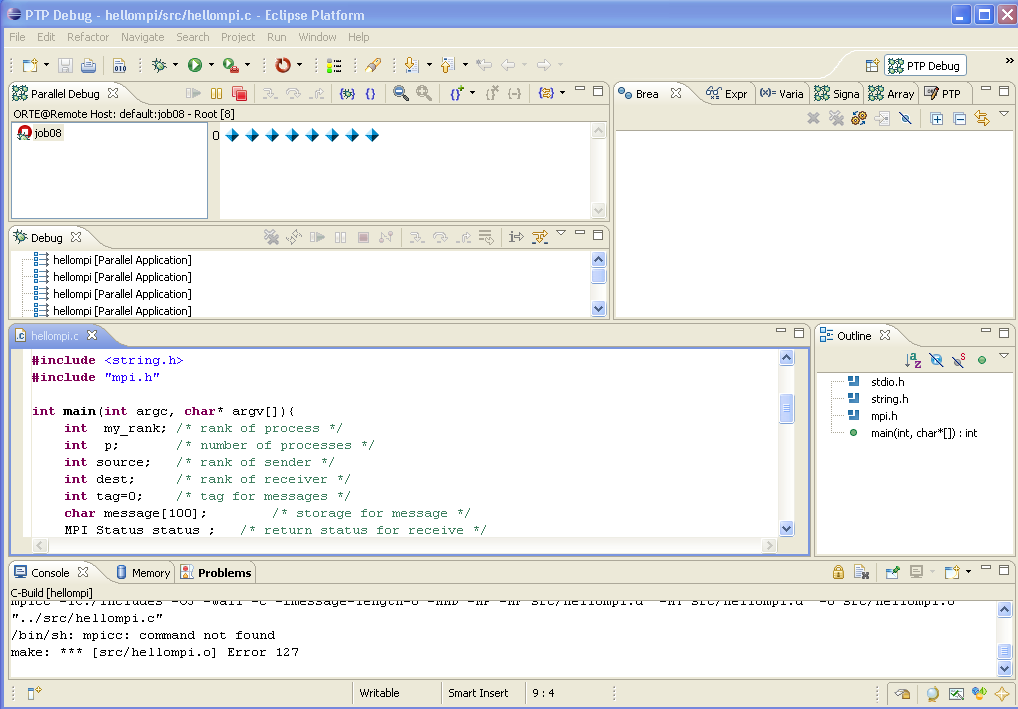 PTP Debug - hellompi/src/hellompi.c - Eclipse Platform
File Edit Refactor Navigate Search Project Run Window Help
PTP Debug
Parallel Debug
ORTE@Remote Host: default:job08 - Root [8]
job08
0
Brea Expr Varia Signa Array PTP
Debug
hellompi [Parallel Application]
hellompi [Parallel Application]
hellompi [Parallel Application]
hellompi [Parallel Application]
hellompi.c
#include <string.h>
#include "mpi.h"
int main(int argc, char* argv[]){
int my_rank; /* rank of process */
int p; /* number of processes */
int source; /* rank of sender */
int dest; /* rank of receiver */
int tag=0; /* tag for messages */
char message[100]; /* storage for message */
MPI Status status ; /* return status for receive */
Outline
stdio.h
string.h
mpi.h
main(int, char*[]) : int
Console Memory Problems
C-Build [hellompi]
"../src/hellompi.c"
/bin/sh: mpicc: command not found
make: *** [src/hellompi.o] Error 127
Writable Smart Insert 9 : 4